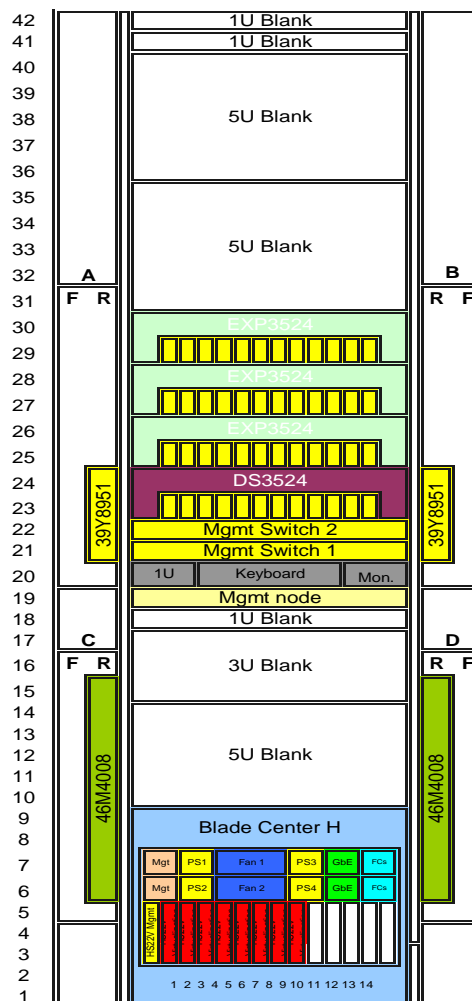 42 1U Blank
41 1U Blank
40
39
38 5U Blank
37
36
35
34
33 5U Blank
32 A B
31 F R R F
30 EXP3524
29
28 EXP3524
27
26 EXP3524
25
24 DS3524
39Y8951 39Y8951
23
22 Mgmt Switch 2
21 Mgmt Switch 1
20 1U Keyboard Mon.
19 Mgmt node
18 1U Blank
17 C D
16 F R 3U Blank R F
15
14
13
12 5U Blank
46M4008 46M4008
11
10
9 Blade Center H
8
7 Mgt PS1 Fan 1 PS3 GbE FCs
6 Mgt PS2 Fan 2 PS4 GbE FCs
5
4 HS22V Mgmt
3
2 1 2 3 4 5 6 7 8 9 10 11 12 13 14
1